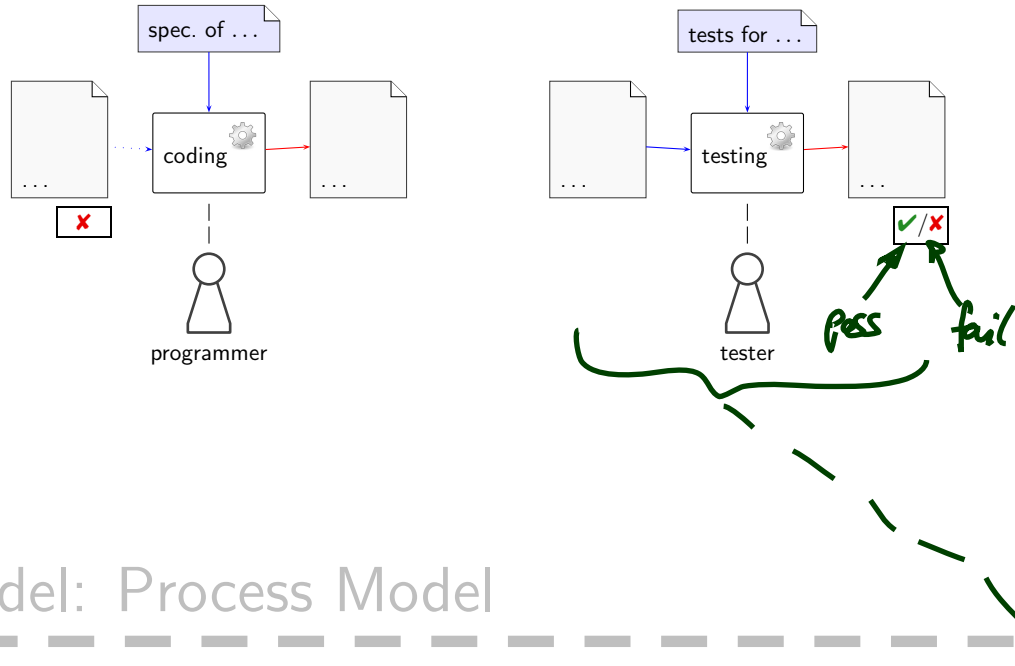 spec. of ...
tests for ...
coding
testing
...
...
...
...
✘
✔/✘
pass
fail
programmer
tester
del: Process Model